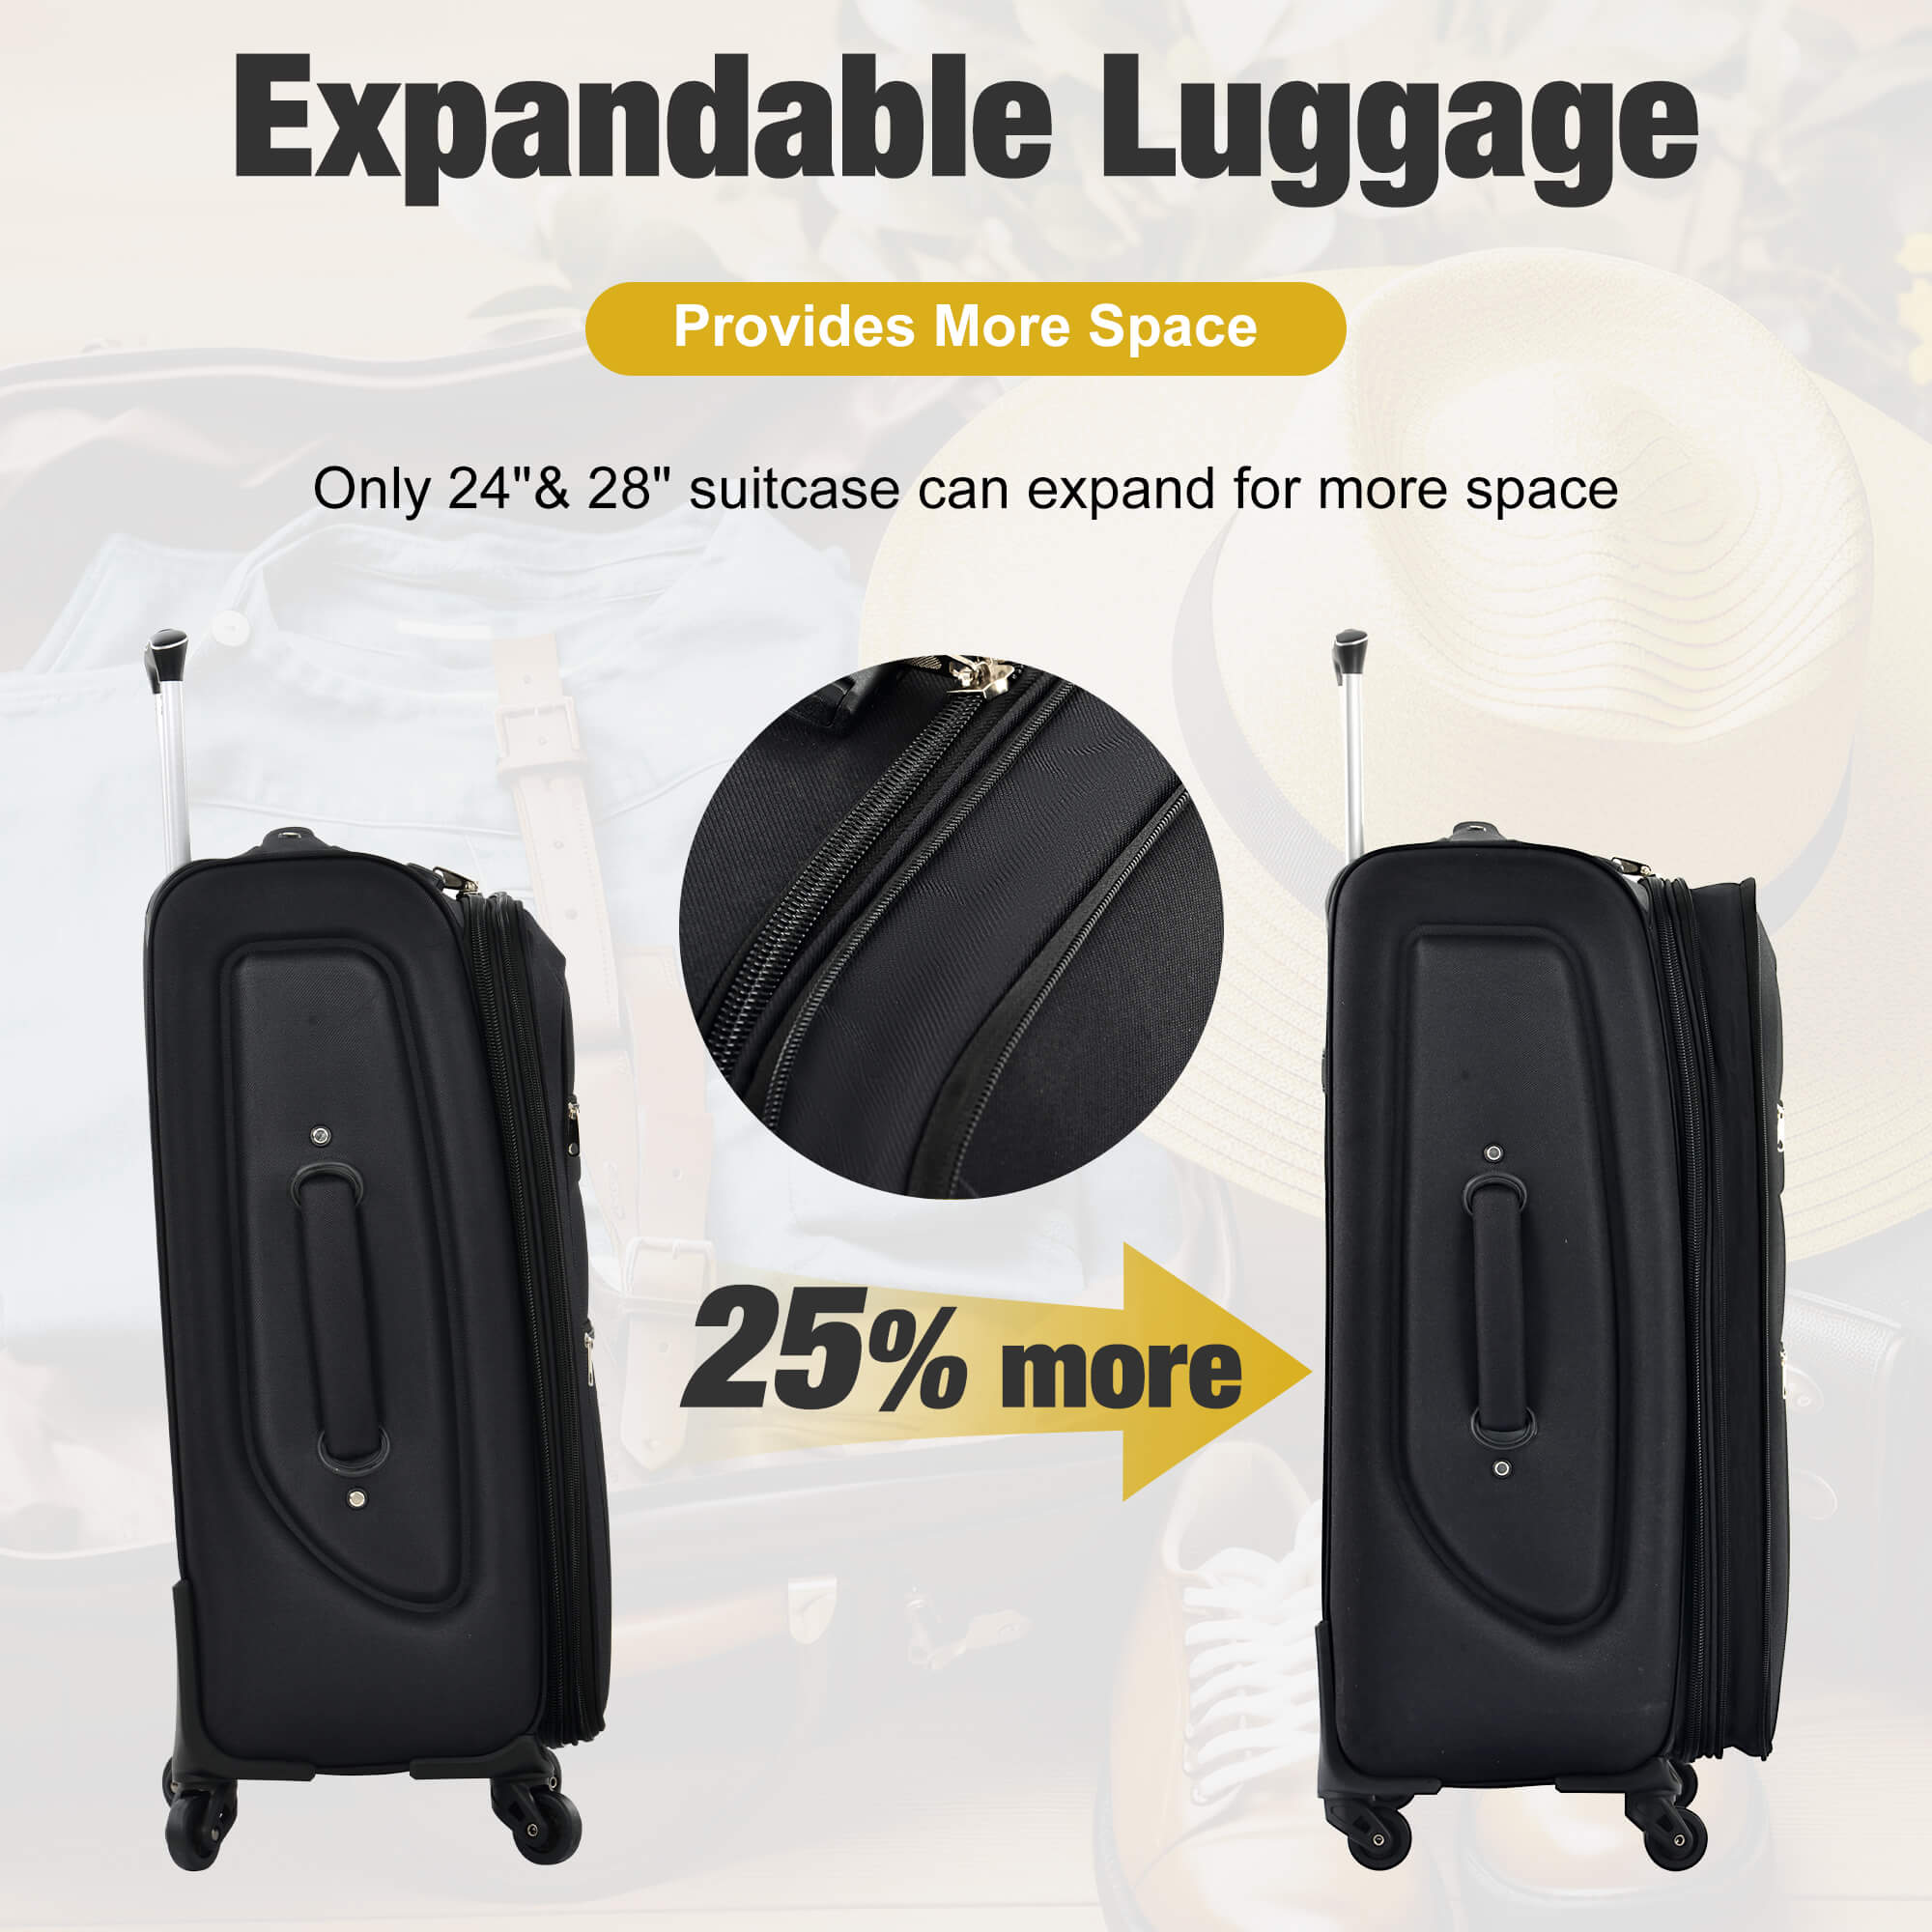 Expandable Luggage
Provides More Space
Only 24"& 28" suitcase can expand for more space
25% more